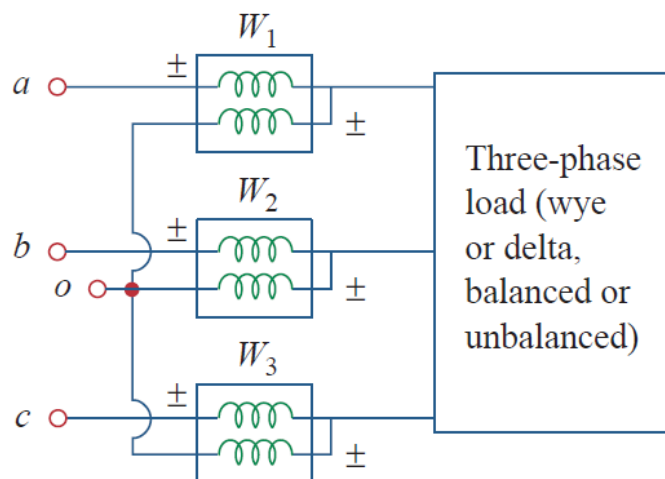 W₁
±
a
±
Three-phase
load (wye
or delta,
balanced or
unbalanced)
W₂
±
b
o
±
W₃
±
c
±